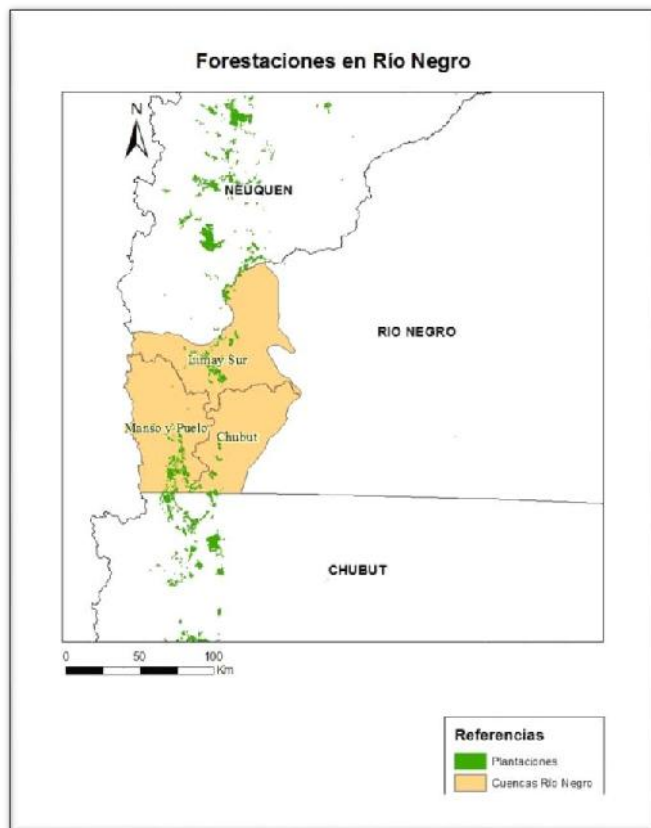 Forestaciones en Río Negro
N
NEUQUEN
RIO NEGRO
Limay Sur
Manso y Puelo
Chubut
CHUBUT
0 50 100
Km
Referencias
Plantaciones
Cuencas Río Negro